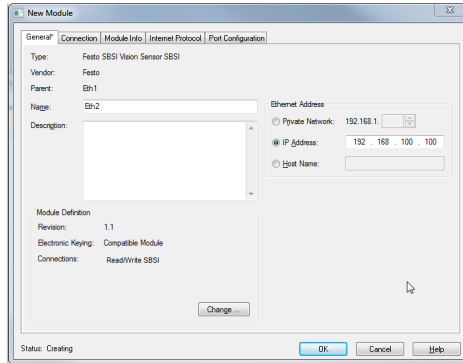 New Module
General* Connection Module Info Internet Protocol Port Configuration
Type: Festo SBSI Vision Sensor SBSI
Vendor: Festo
Parent: Eth1
Name: Eth2
Description:
Ethernet Address
Private Network: 192.168.1.
IP Address: 192 . 168 . 100 . 100
Host Name:
Module Definition
Revision: 1.1
Electronic Keying: Compatible Module
Connections: Read/Write SBSI
Change ...
Status: Creating
OK Cancel Help